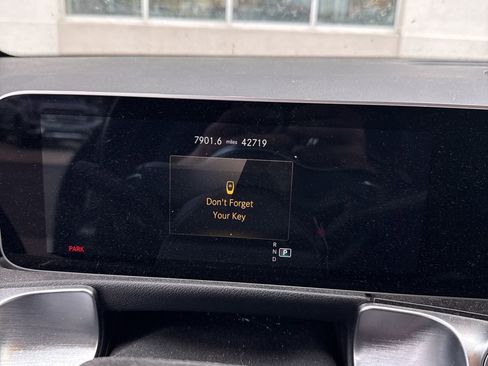 7901.6 miles 42719
Don't Forget
Your Key
PARK
R
N P
D